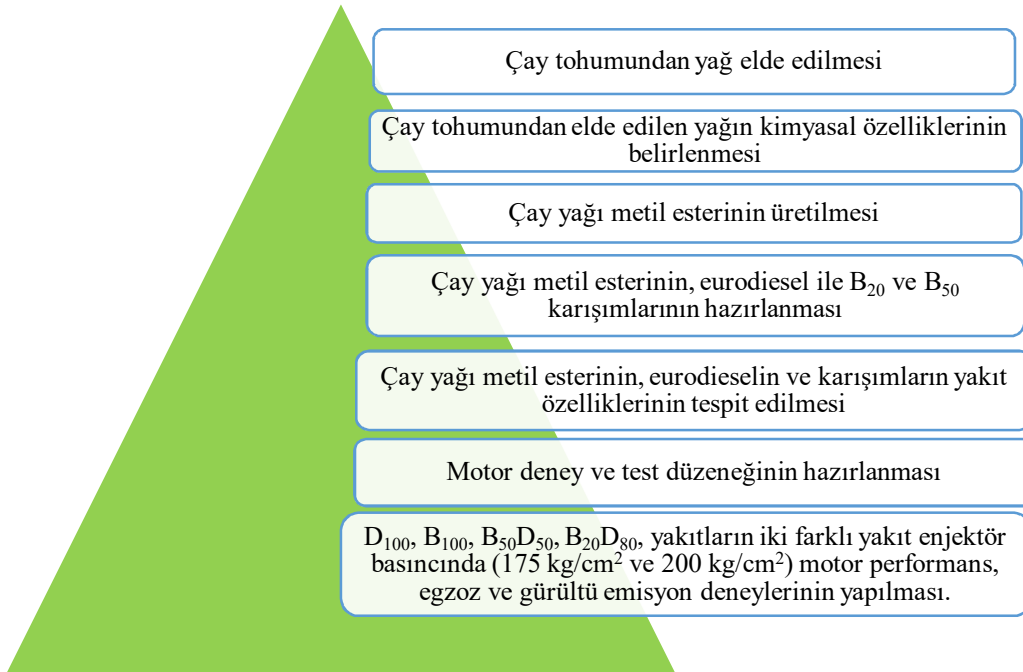 Çay tohumundan yağ elde edilmesi
Çay tohumundan elde edilen yağın kimyasal özelliklerinin
belirlenmesi
Çay yağı metil esterinin üretilmesi
Çay yağı metil esterinin, eurodiesel ile B₂₀ ve B₅₀
karışımlarının hazırlanması
Çay yağı metil esterinin, eurodieselin ve karışımların yakıt
özelliklerinin tespit edilmesi
Motor deney ve test düzeneğinin hazırlanması
D₁₀₀, B₁₀₀, B₅₀D₅₀, B₂₀D₈₀, yakıtların iki farklı yakıt enjektör
basıncında (175 kg/cm² ve 200 kg/cm²) motor performans,
egzoz ve gürültü emisyon deneylerinin yapılması.